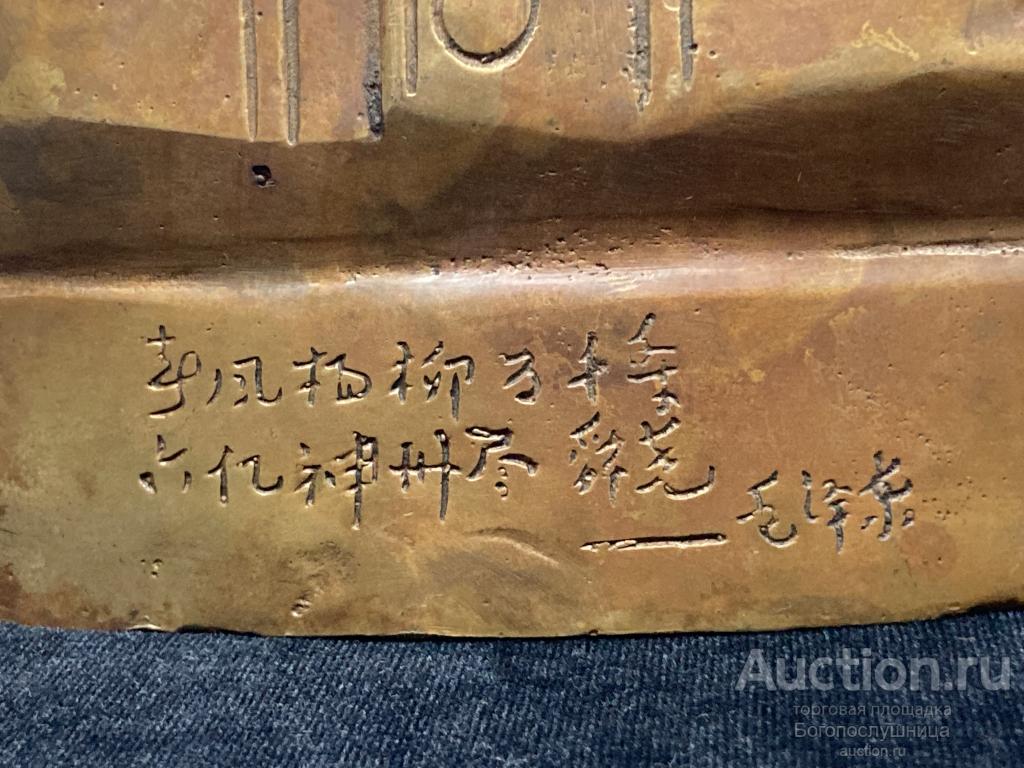 春风杨柳万千条
六亿神州尽舜尧
——毛泽东
Auction.ru
торговая площадка
Богопослушница
auction.ru